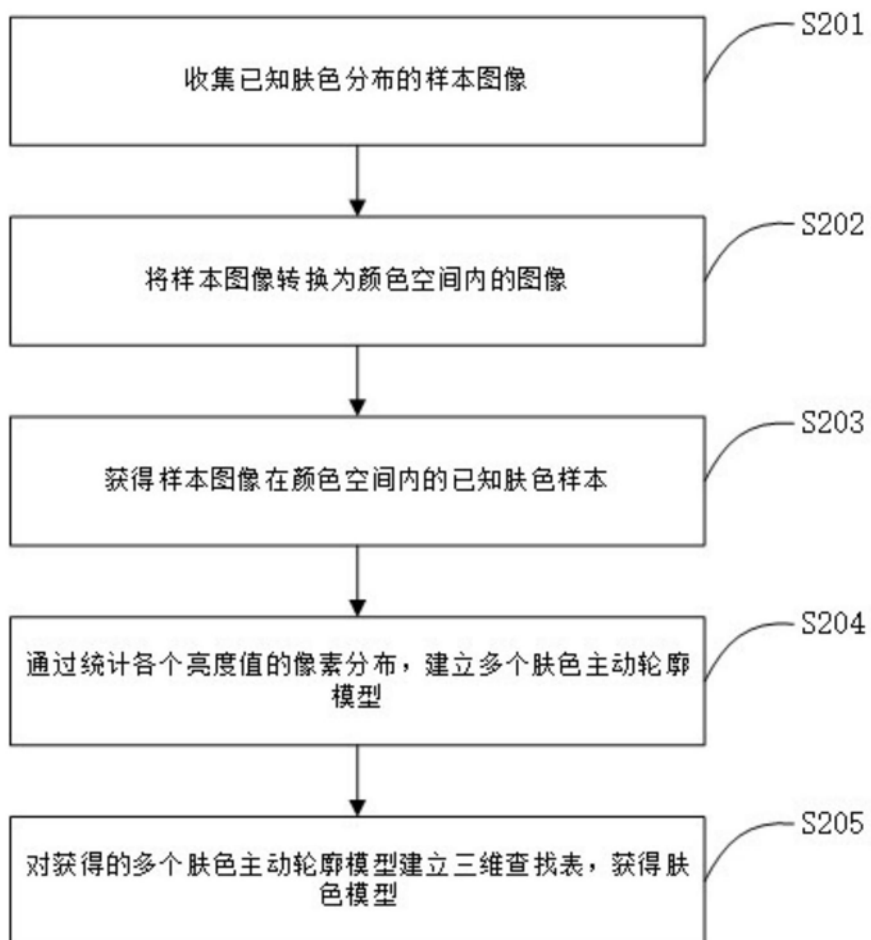 S201
收集已知肤色分布的样本图像
S202
将样本图像转换为颜色空间内的图像
S203
获得样本图像在颜色空间内的已知肤色样本
S204
通过统计各个亮度值的像素分布，建立多个肤色主动轮廓
模型
S205
对获得的多个肤色主动轮廓模型建立三维查找表，获得肤
色模型